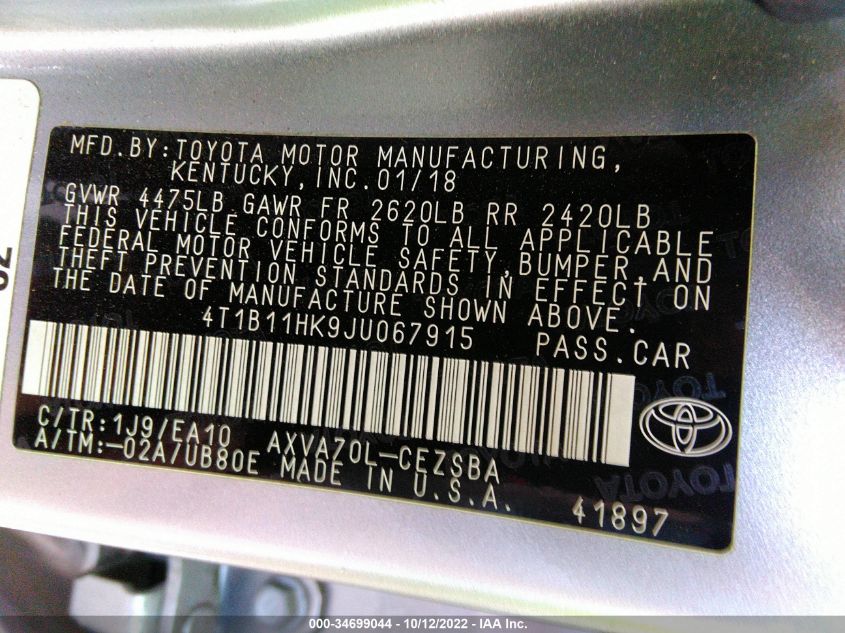 MFD.BY:TOYOTA MOTOR MANUFACTURING,
KENTUCKY,INC.01/18
GVWR 4475LB GAWR FR 2620LB RR 2420LB
THIS VEHICLE CONFORMS TO ALL APPLICABLE
FEDERAL MOTOR VEHICLE SAFETY,BUMPER,AND
THEFT PREVENTION STANDARDS IN EFFECT ON
THE DATE OF MANUFACTURE SHOWN ABOVE.
4T1B11HK9JU067915 PASS.CAR
C/TR:1J9/EA10 AXVA70L-CEZSBA
A/TM:-02A/UB80E MADE IN U.S.A.
41897
TOYOTA
000-34699044 - 10/12/2022 - IAA Inc.